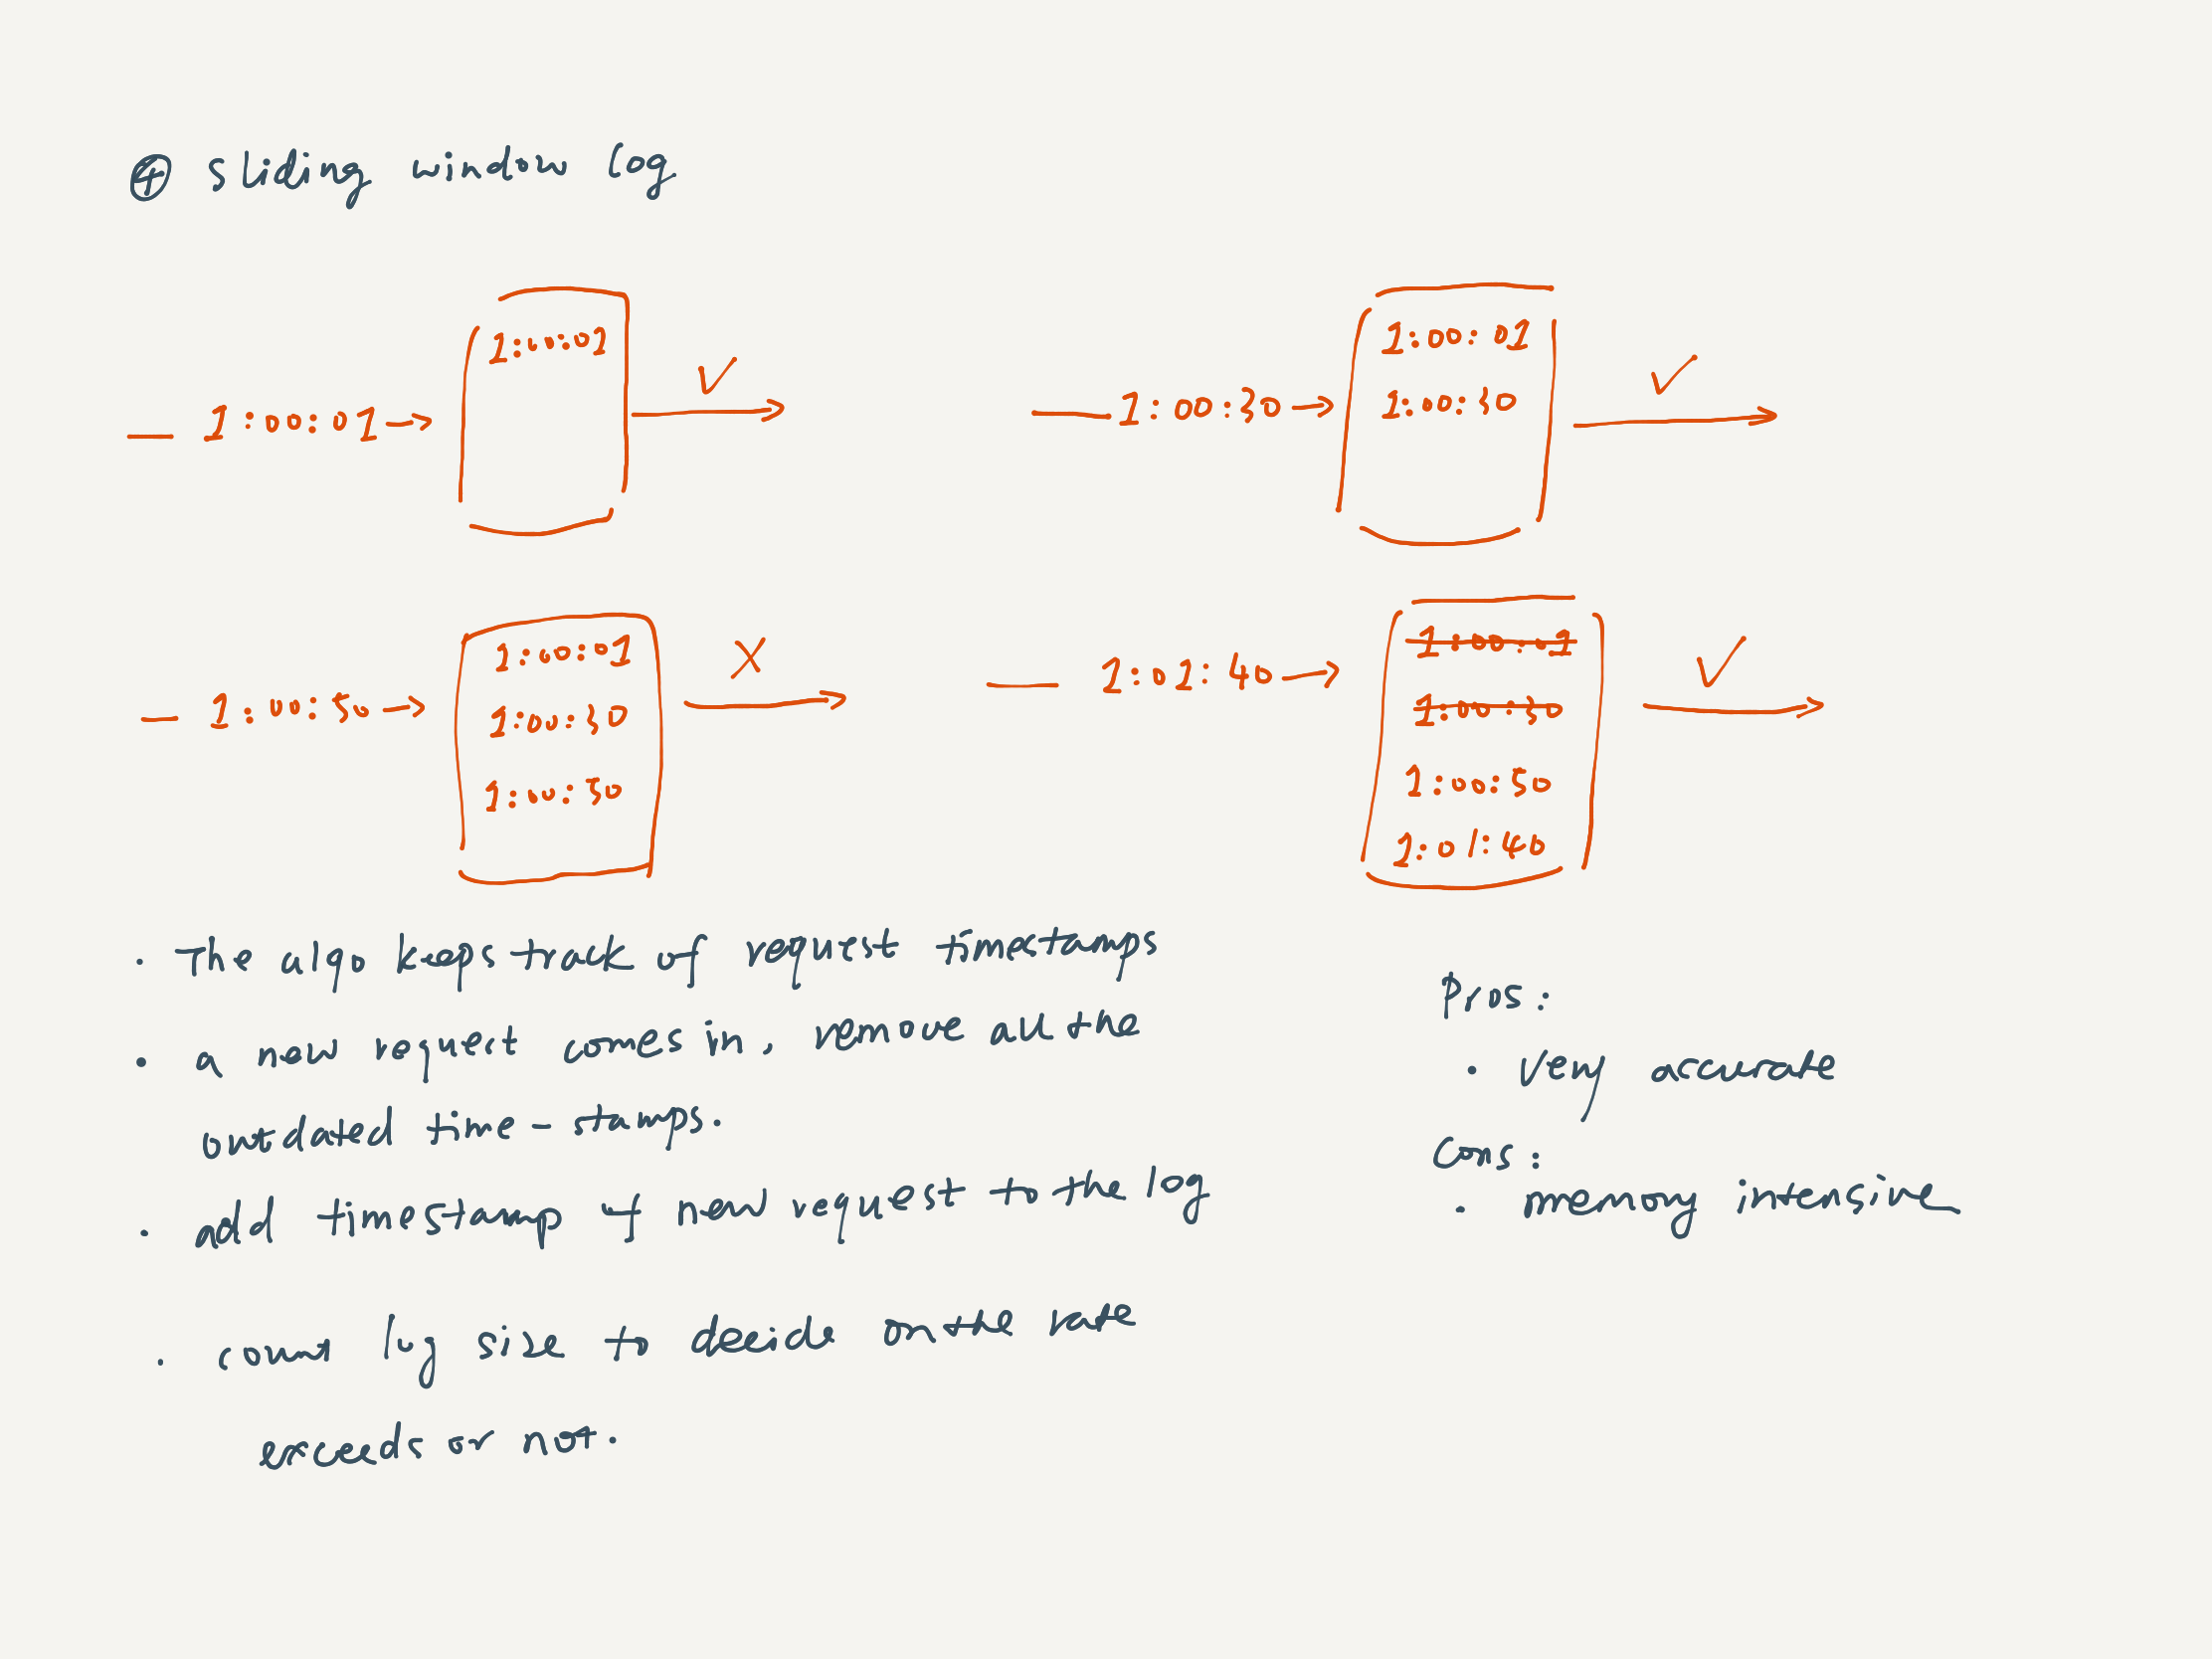 ④ sliding window log
1:00:01
1:00:01
1:00:30
1:00:01
1:00:30
1:00:50
1:00:01
1:00:30
1:00:50
1:01:40
1:00:01
1:00:30
1:00:50
1:01:40
. The algo keeps track of request timestamps
. a new request comes in, remove all the
outdated time-stamps.
. add timestamp of new request to the log
. count log size to decide on the rate
exceeds or not.
Pros:
. Very accurate
Cons:
. memory intensive